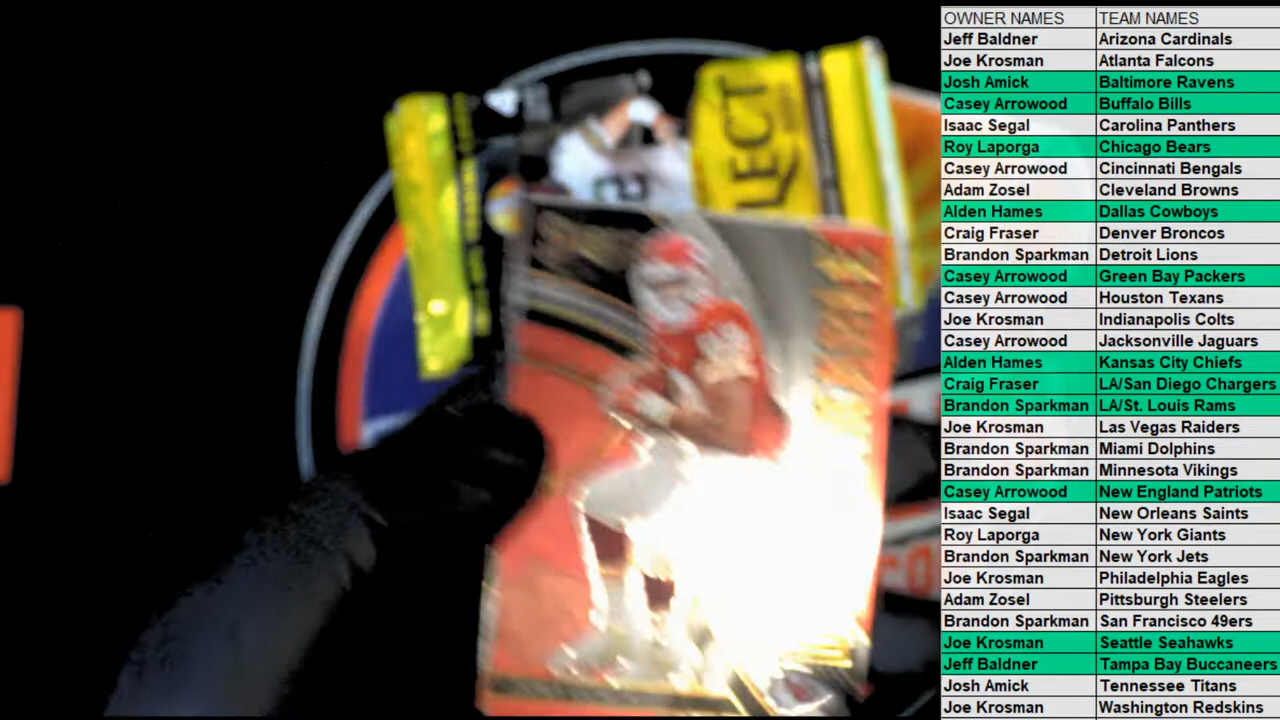 OWNER NAMES TEAM NAMES
Jeff Baldner Arizona Cardinals
Joe Krosman Atlanta Falcons
Josh Amick Baltimore Ravens
Casey Arrowood Buffalo Bills
Isaac Segal Carolina Panthers
Roy Laporga Chicago Bears
Casey Arrowood Cincinnati Bengals
Adam Zosel Cleveland Browns
Alden Hames Dallas Cowboys
Craig Fraser Denver Broncos
Brandon Sparkman Detroit Lions
Casey Arrowood Green Bay Packers
Casey Arrowood Houston Texans
Joe Krosman Indianapolis Colts
Casey Arrowood Jacksonville Jaguars
Alden Hames Kansas City Chiefs
Craig Fraser LA/San Diego Chargers
Brandon Sparkman LA/St. Louis Rams
Joe Krosman Las Vegas Raiders
Brandon Sparkman Miami Dolphins
Brandon Sparkman Minnesota Vikings
Casey Arrowood New England Patriots
Isaac Segal New Orleans Saints
Roy Laporga New York Giants
Brandon Sparkman New York Jets
Joe Krosman Philadelphia Eagles
Adam Zosel Pittsburgh Steelers
Brandon Sparkman San Francisco 49ers
Joe Krosman Seattle Seahawks
Jeff Baldner Tampa Bay Buccaneers
Josh Amick Tennessee Titans
Joe Krosman Washington Redskins
LECT